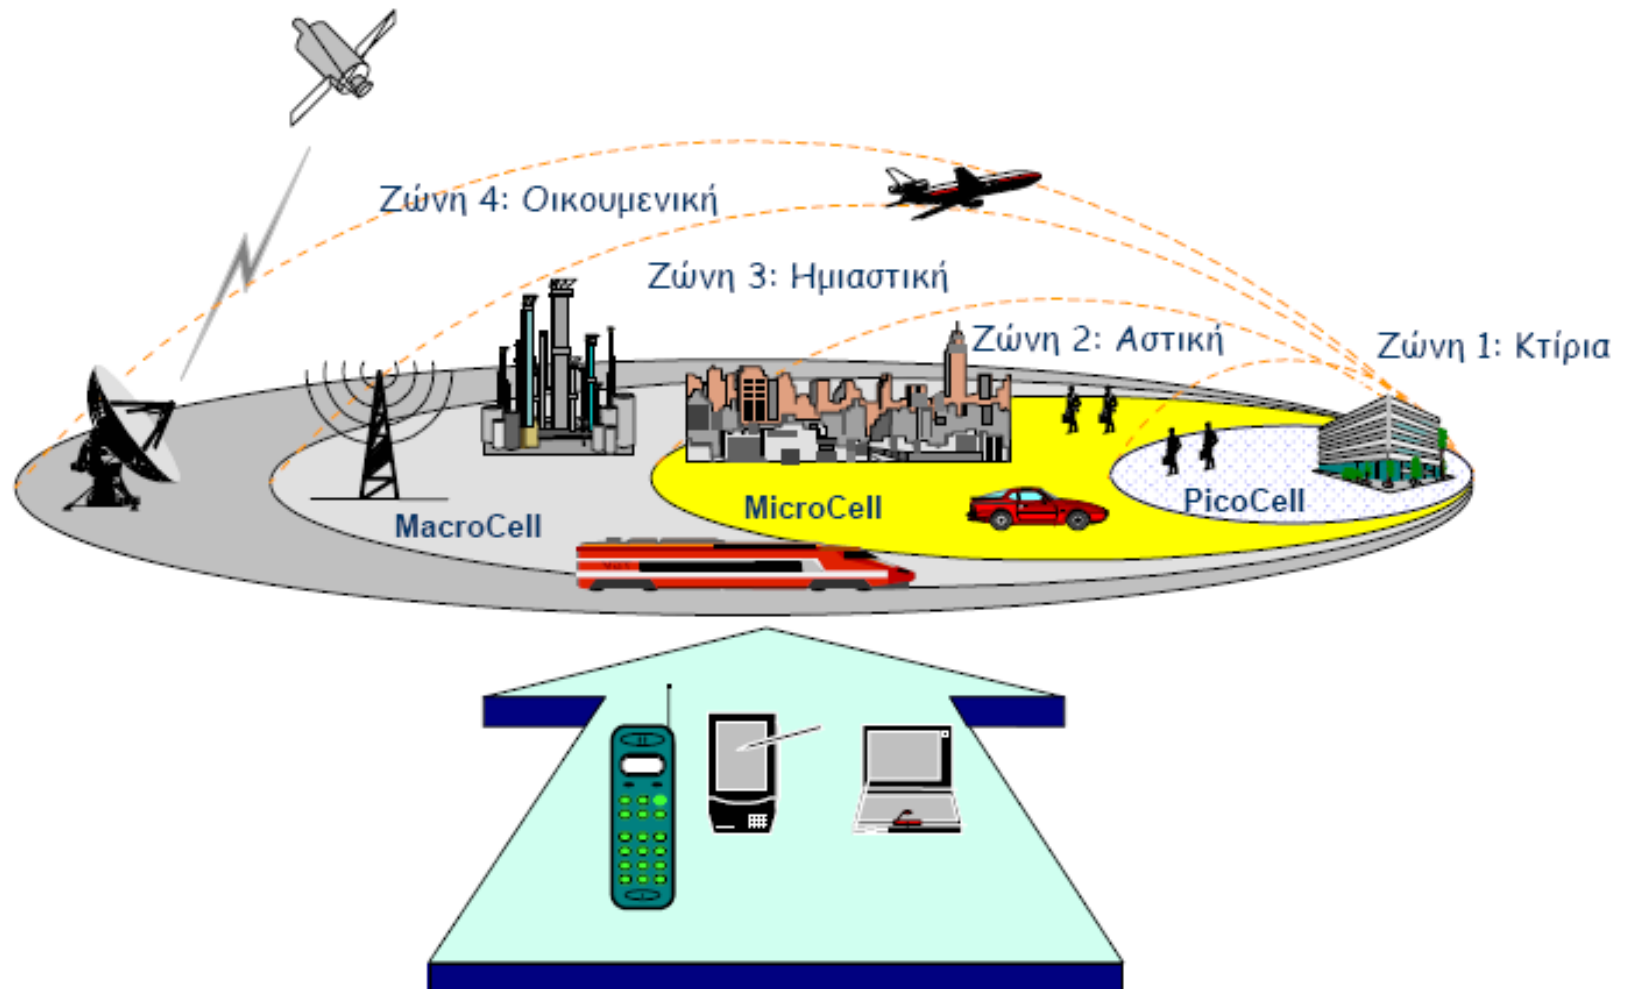 Ζώνη 4: Οικουμενική
Ζώνη 3: Ημιαστική
Ζώνη 2: Αστική
Ζώνη 1: Κτίρια
MacroCell
MicroCell
PicoCell